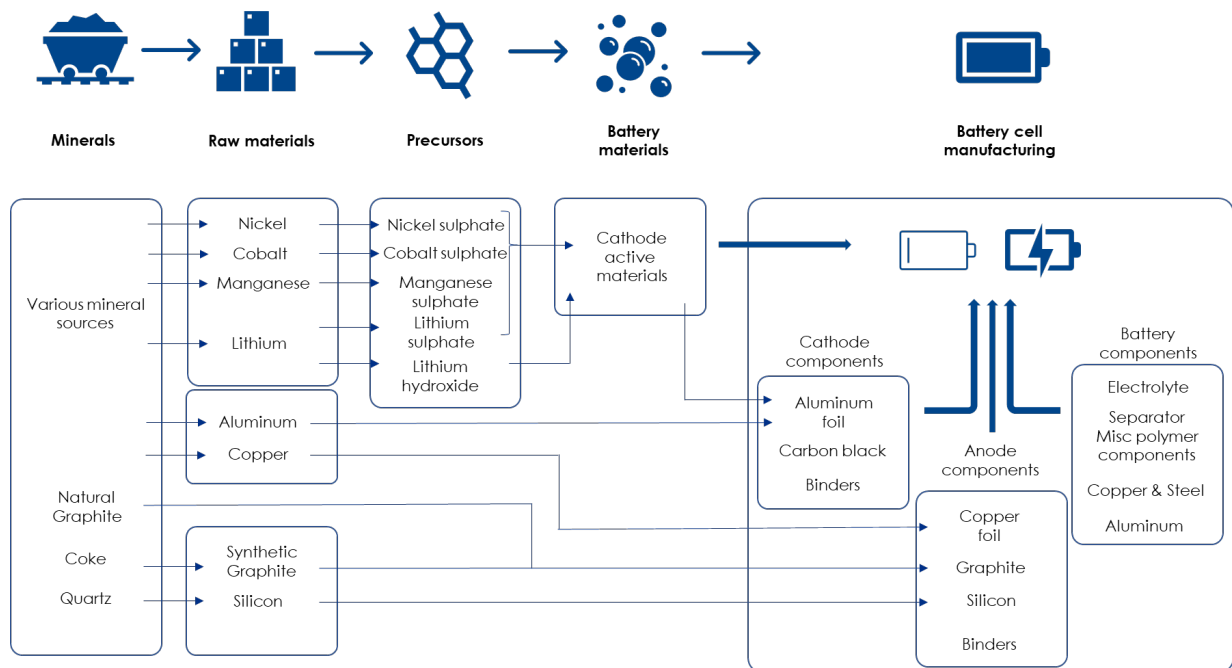 Minerals
Raw materials
Precursors
Battery
materials
Battery cell
manufacturing
Various mineral
sources
Natural
Graphite
Coke
Quartz
Nickel
Cobalt
Manganese
Lithium
Aluminum
Copper
Synthetic
Graphite
Silicon
Nickel sulphate
Cobalt sulphate
Manganese
sulphate
Lithium
sulphate
Lithium
hydroxide
Cathode
active
materials
Cathode
components
Aluminum
foil
Carbon black
Binders
Anode
components
Copper
foil
Graphite
Silicon
Binders
Battery
components
Electrolyte
Separator
Misc polymer
components
Copper & Steel
Aluminum